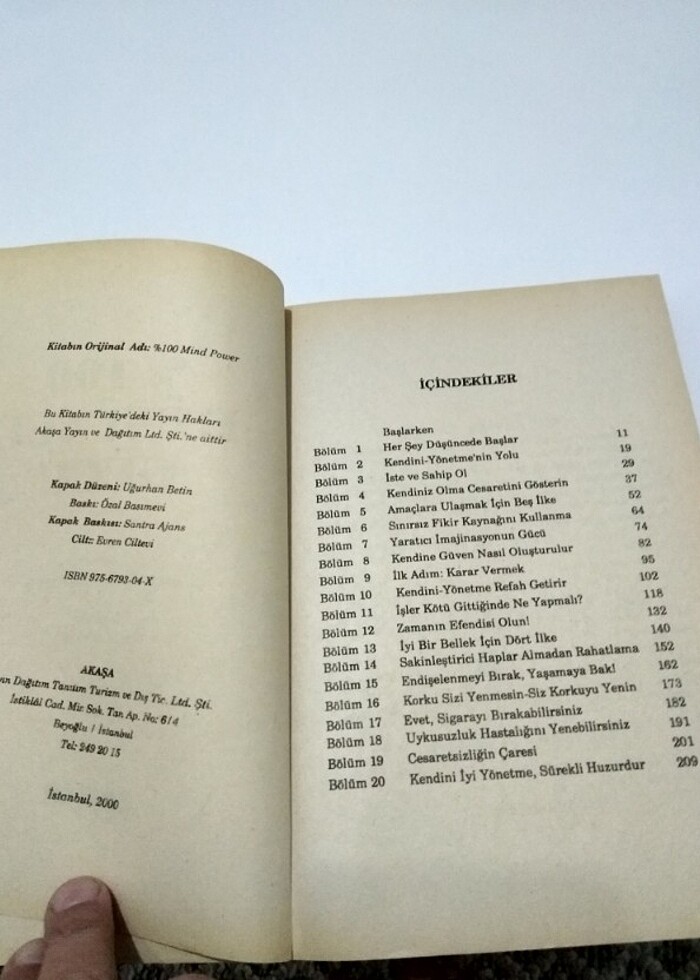 Kitabın Orijinal Adı: %100 Mind Power
Bu Kitabın Türkiye'deki Yayın Hakları
Akaşa Yayın ve Dağıtım Ltd. Şti.'ne aittir
Kapak Düzeni: Uğurhan Betin
Baskı: Özal Basımevi
Kapak Baskısı: Santra Ajans
Cilt: Evren Ciltevi
ISBN 975-6793-04-X
AKAŞA
Dağıtım Tanıtım Turizm ve Dış Tic. Ltd. Şti.
İstiklâl Cad. Mir Sok. Tan Ap. No: 6/4
Beyoğlu / İstanbul
Tel: 249 20 15
İstanbul, 2000
İÇİNDEKİLER
Başlarken
Bölüm 1 Her Şey Düşüncede Başlar 11
Bölüm 2 Kendini-Yönetme'nin Yolu 19
Bölüm 3 İste ve Sahip Ol 29
Bölüm 4 Kendiniz Olma Cesaretini Gösterin 37
Bölüm 5 Amaçlara Ulaşmak İçin Beş İlke 52
Bölüm 6 Sınırsız Fikir Kaynağını Kullanma 64
Bölüm 7 Yaratıcı İmajinasyonun Gücü 74
Bölüm 8 Kendine Güven Nasıl Oluşturulur 82
Bölüm 9 İlk Adım: Karar Vermek 95
Bölüm 10 Kendini-Yönetme Refah Getirir 102
Bölüm 11 İşler Kötü Gittiğinde Ne Yapmalı? 118
Bölüm 12 Zamanın Efendisi Olun! 132
Bölüm 13 İyi Bir Bellek İçin Dört İlke 140
Bölüm 14 Sakinleştirici Haplar Almadan Rahatlama 152
Bölüm 15 Endişelenmeyi Bırak, Yaşamaya Bak! 162
Bölüm 16 Korku Sizi Yenmesin-Siz Korkuyu Yenin 173
Bölüm 17 Evet, Sigarayı Bırakabilirsiniz 182
Bölüm 18 Uykusuzluk Hastalığını Yenebilirsiniz 191
Bölüm 19 Cesaretsizliğin Çaresi 201
Bölüm 20 Kendini İyi Yönetme, Sürekli Huzurdur 209